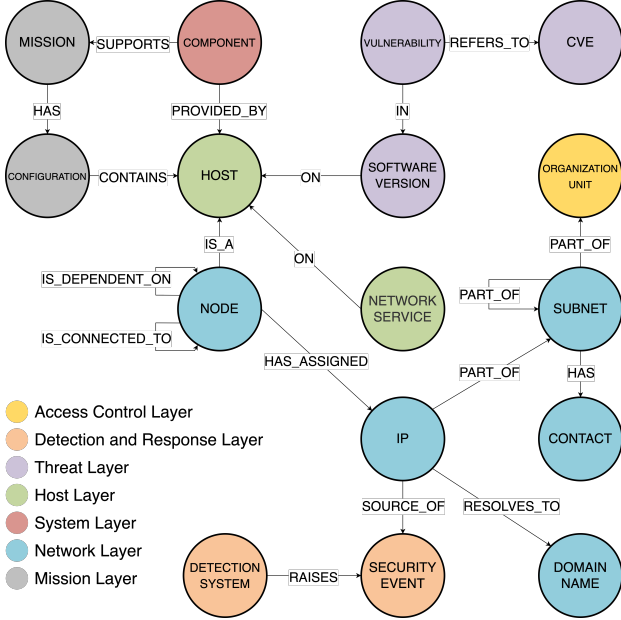 MISSION
SUPPORTS
COMPONENT
VULNERABILITY
REFERS_TO
CVE
HAS
PROVIDED_BY
IN
CONFIGURATION
CONTAINS
HOST
ON
SOFTWARE
VERSION
ORGANIZATION
UNIT
IS_A
ON
PART_OF
IS_DEPENDENT_ON
NODE
IS_CONNECTED_TO
NETWORK
SERVICE
PART_OF
SUBNET
HAS_ASSIGNED
PART_OF
HAS
Access Control Layer
Detection and Response Layer
Threat Layer
Host Layer
System Layer
Network Layer
Mission Layer
IP
CONTACT
SOURCE_OF
RESOLVES_TO
DETECTION
SYSTEM
RAISES
SECURITY
EVENT
DOMAIN
NAME